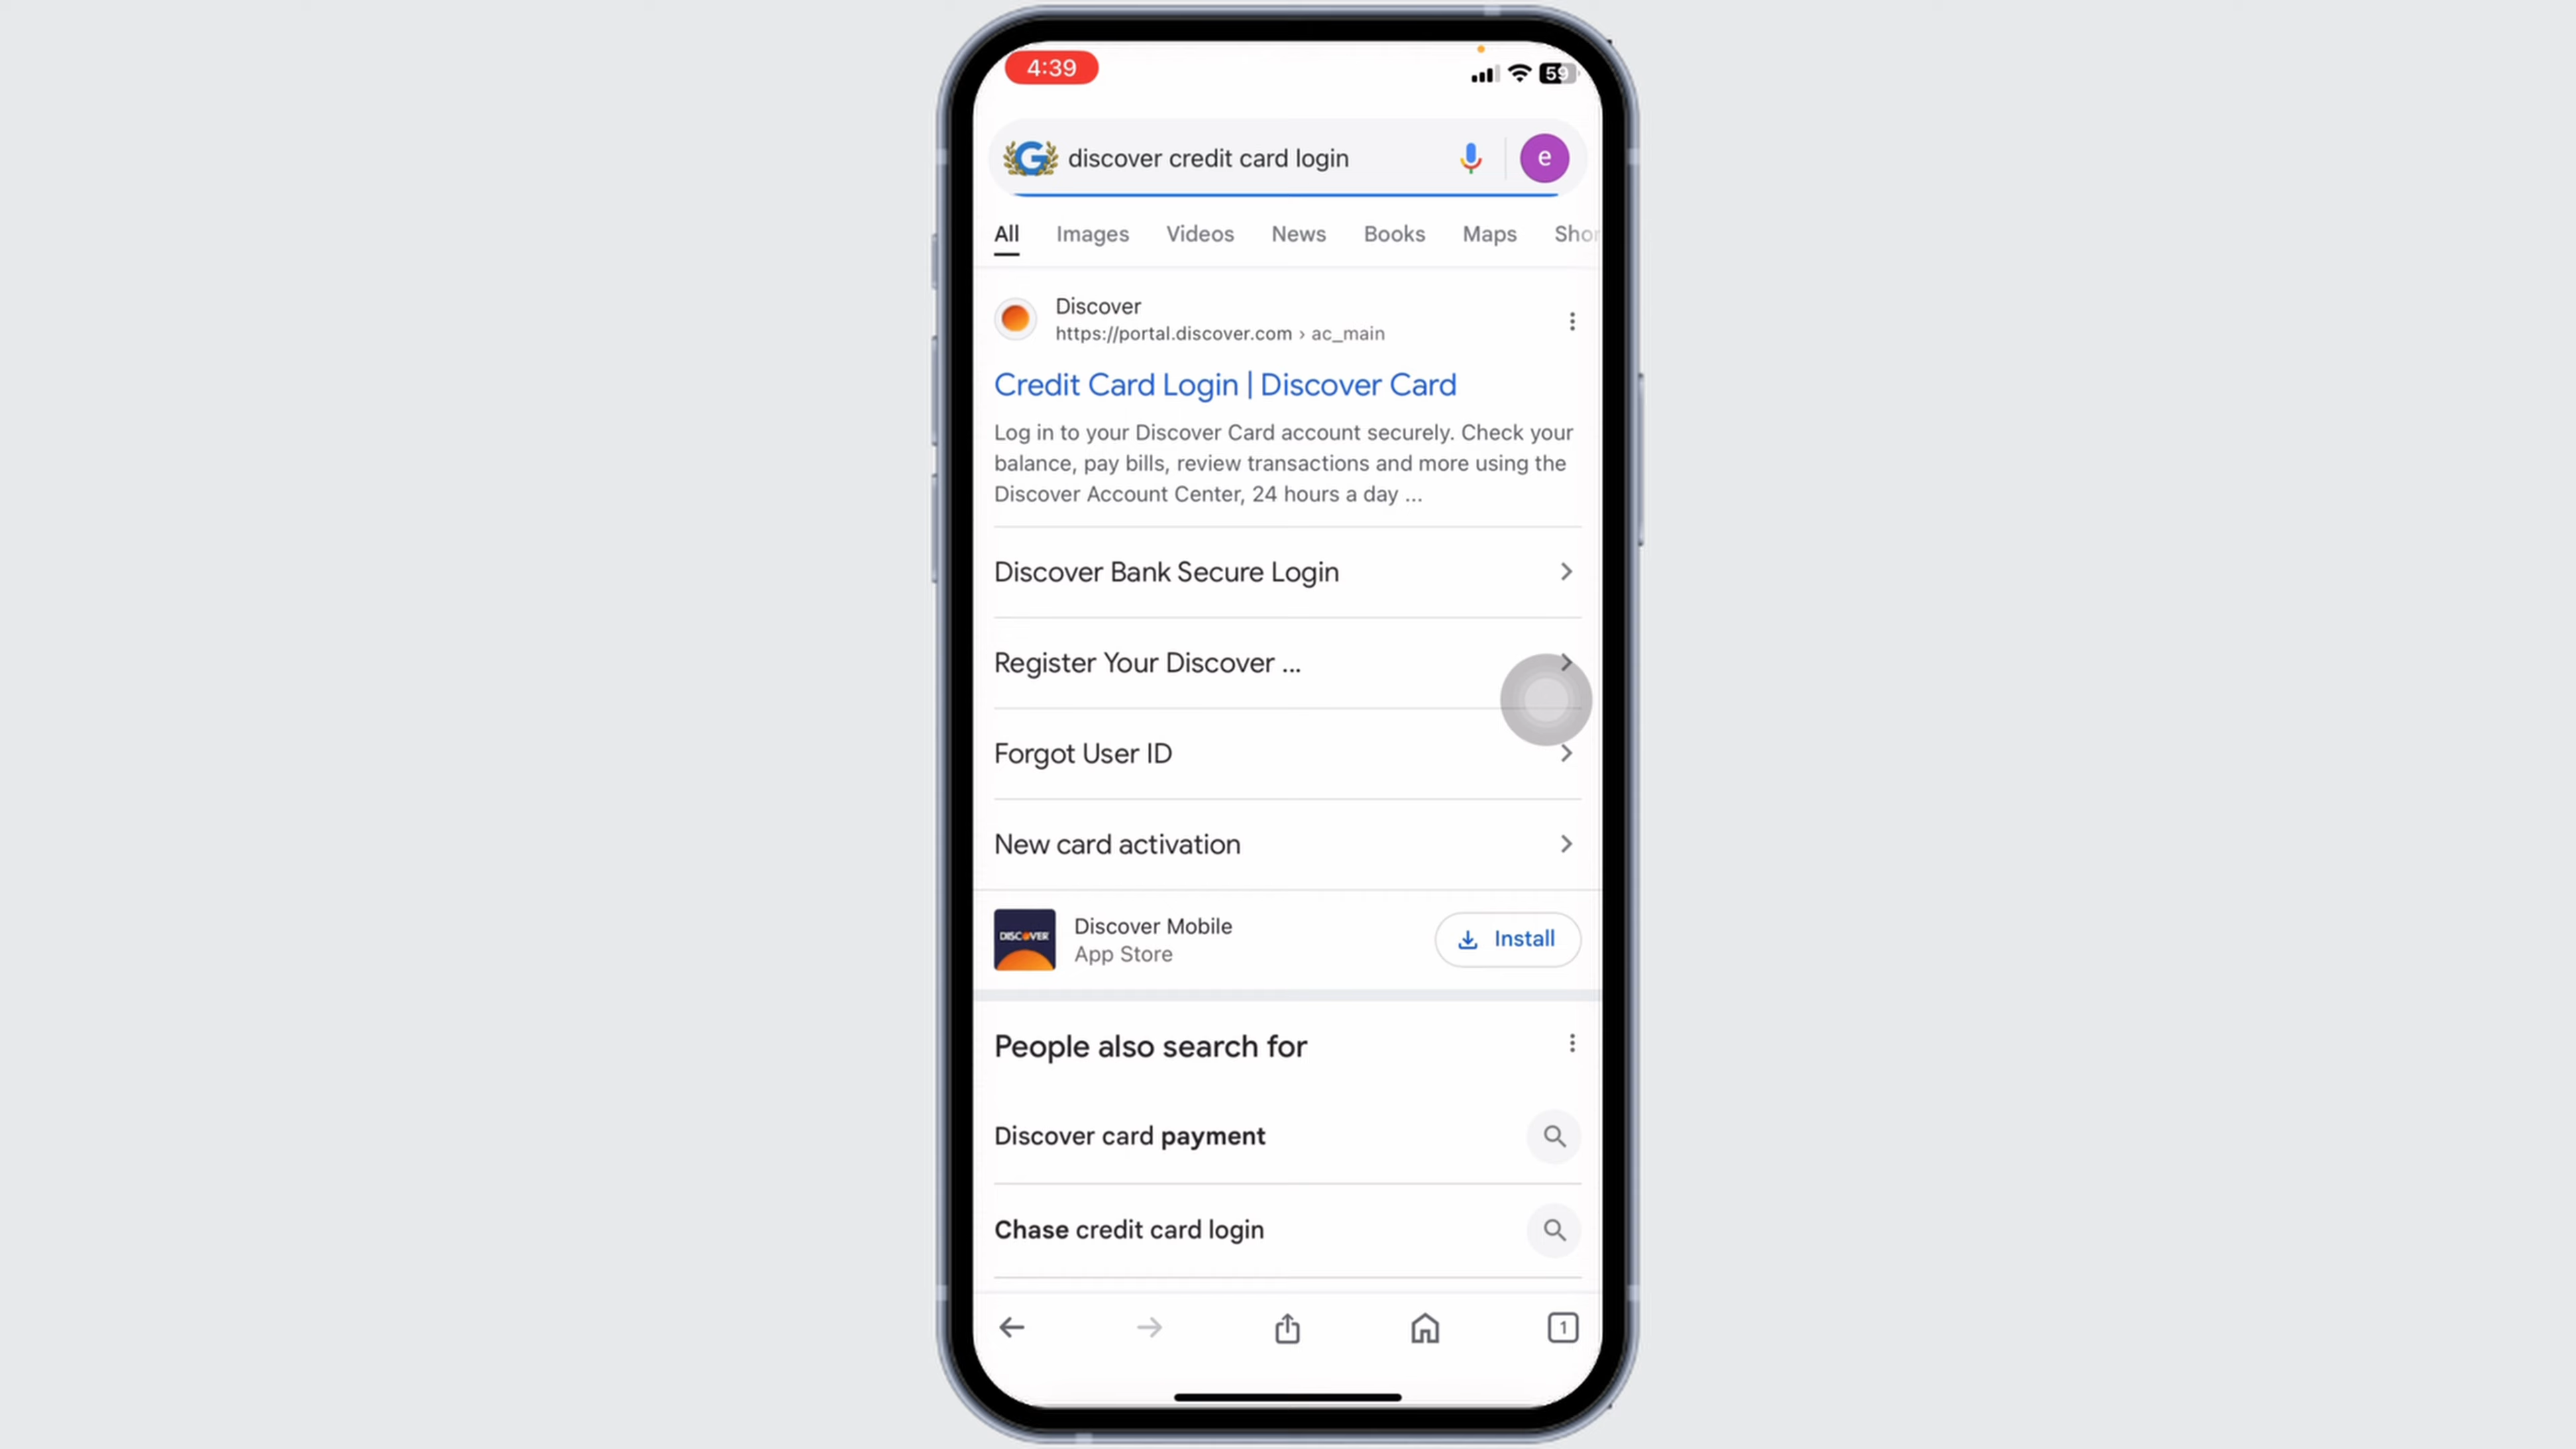 4:39
59
discover credit card login
e
All Images Videos News Books Maps Shor
Discover
https://portal.discover.com › ac_main
Credit Card Login | Discover Card
Log in to your Discover Card account securely. Check your
balance, pay bills, review transactions and more using the
Discover Account Center, 24 hours a day ...
Discover Bank Secure Login
Register Your Discover ...
Forgot User ID
New card activation
DISCOVER
Discover Mobile
App Store
Install
People also search for
Discover card payment
Chase credit card login
1